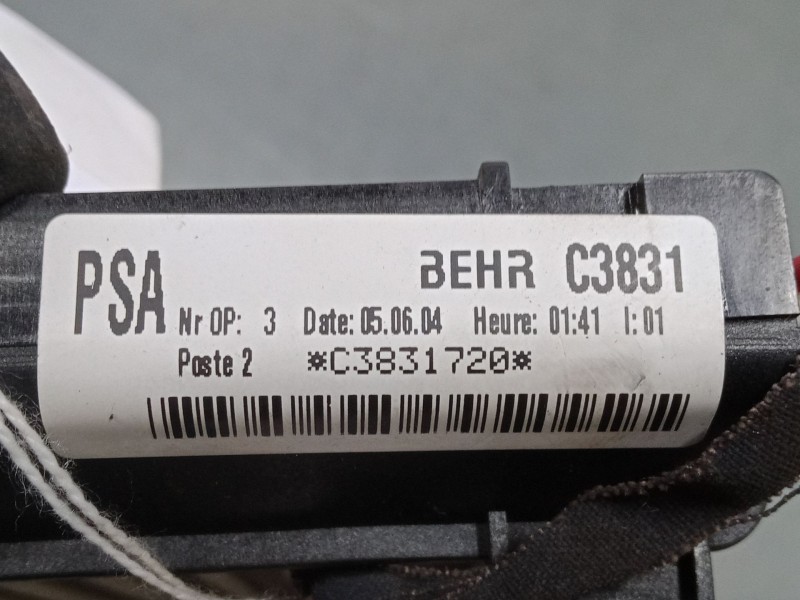 PSA BEHR C3831
Nr OP: 3 Date: 05.06.04 Heure: 01:41 I: 01
Poste 2 *C3831720*